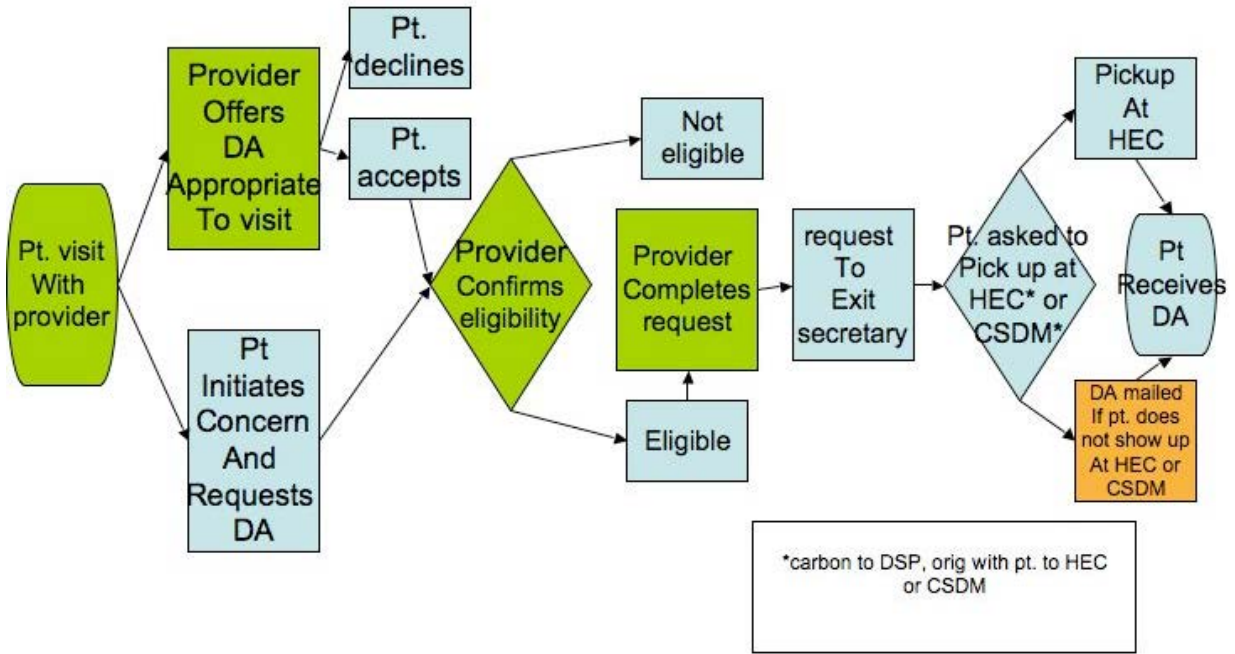 Pt. visit
With
provider
Provider
Offers
DA
Appropriate
To visit
Pt.
declines
Pt.
accepts
Pt
Initiates
Concern
And
Requests
DA
Provider
Confirms
eligibility
Not
eligible
Eligible
Provider
Completes
request
request
To
Exit
secretary
Pt. asked to
Pick up at
HEC* or
CSDM*
Pickup
At
HEC
DA mailed
If pt. does
not show up
At HEC or
CSDM
Pt
Receives
DA
*carbon to DSP, orig with pt. to HEC
or CSDM